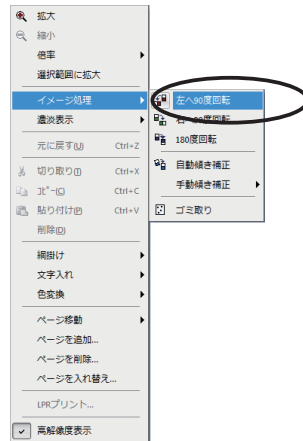 拡大
縮小
倍率
選択範囲に拡大
イメージ処理
濃淡表示
元に戻す(U) Ctrl+Z
切り取り(T) Ctrl+X
ｺﾋﾟｰ(C) Ctrl+C
貼り付け(P) Ctrl+V
削除(D)
網掛け
文字入れ
色変換
ページ移動
ページを追加...
ページを削除...
ページを入れ替え...
LPRプリント...
高解像度表示
左へ90度回転
右へ90度回転
180度回転
自動傾き補正
手動傾き補正
ゴミ取り